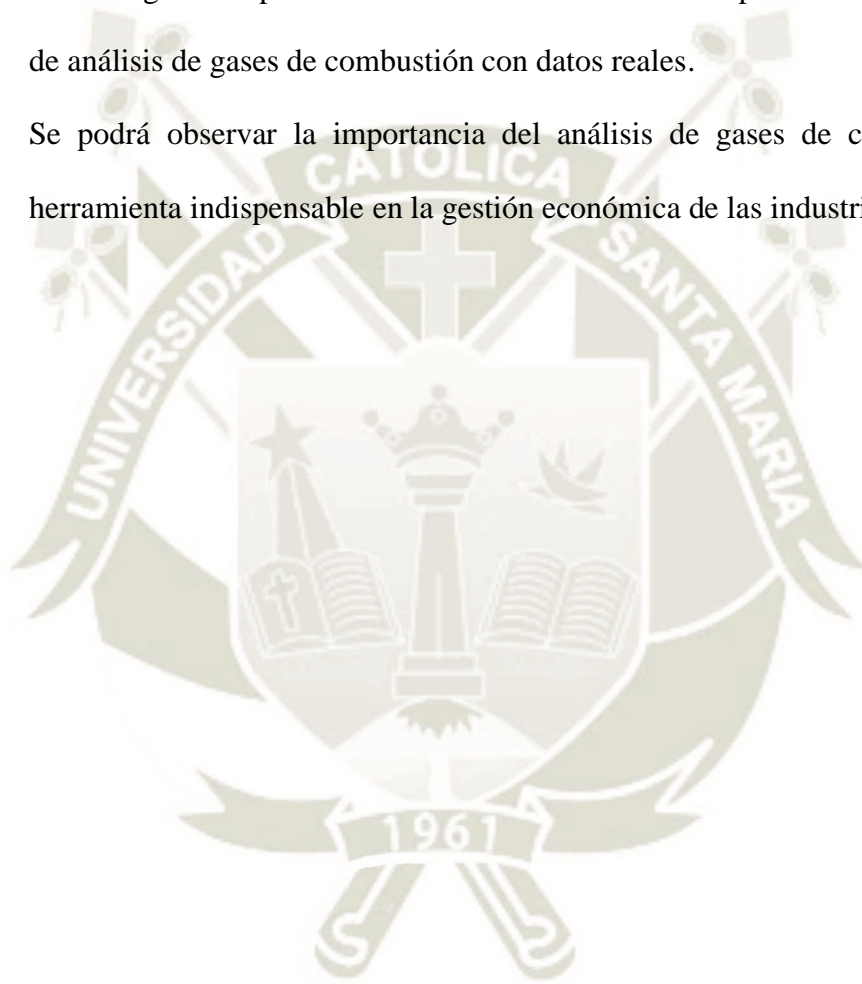 de análisis de gases de combustión con datos reales.
Se podrá observar la importancia del análisis de gases de
herramienta indispensable en la gestión económica de las
UNIVERSIDAD CATOLICA SANTA MARIA
1961